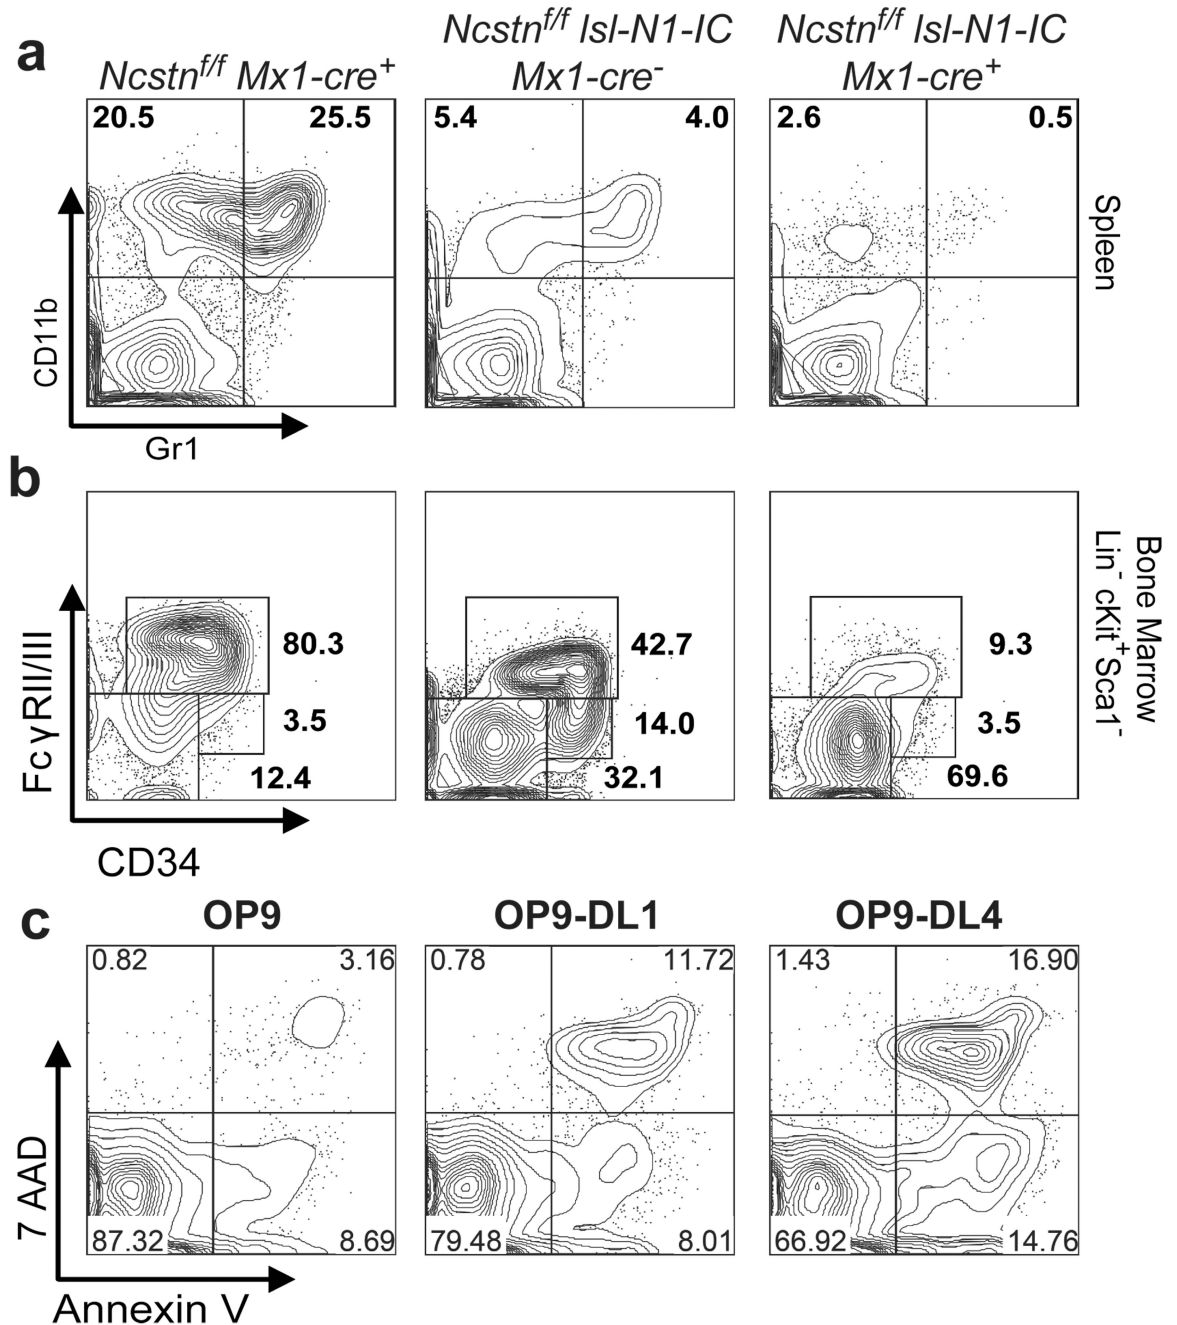 a
Ncstn^f/f Mx1-cre^+
Ncstn^f/f lsl-N1-IC
Mx1-cre^-
Ncstn^f/f lsl-N1-IC
Mx1-cre^+
20.5 25.5
5.4 4.0
2.6 0.5
CD11b
Gr1
Spleen
b
80.3
3.5
12.4
42.7
14.0
32.1
9.3
3.5
69.6
FcγRII/III
CD34
Bone Marrow
Lin^- cKit^+Sca1^-
c
OP9
OP9-DL1
OP9-DL4
0.82 3.16
87.32 8.69
0.78 11.72
79.48 8.01
1.43 16.90
66.92 14.76
7 AAD
Annexin V